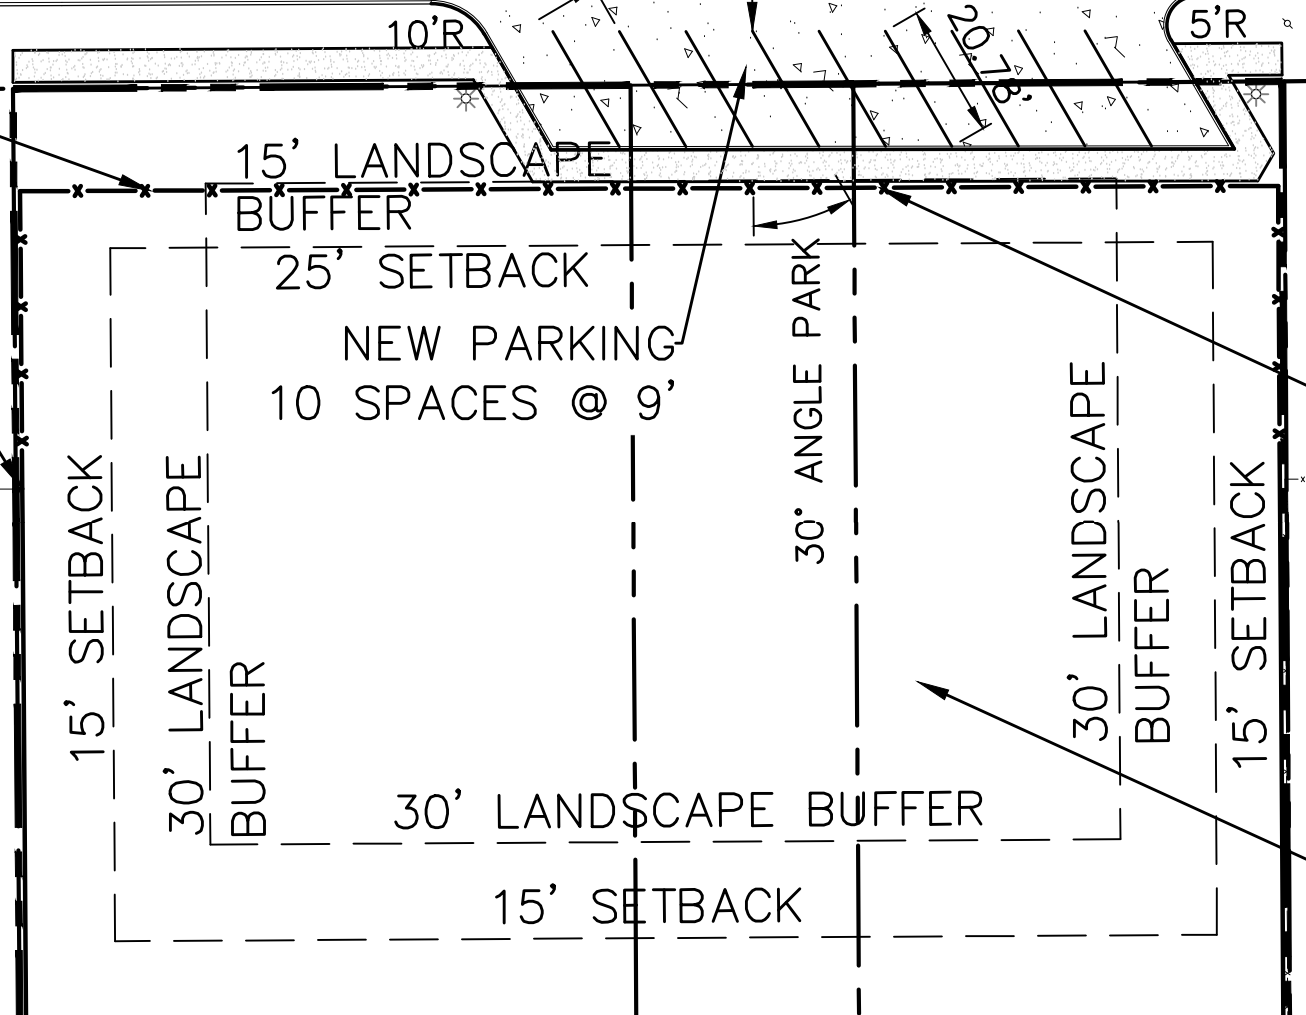 10'R
5'R
20.78'
15' LANDSCAPE
BUFFER
25' SETBACK
NEW PARKING
10 SPACES @ 9'
30° ANGLE PARK
15' SETBACK
30' LANDSCAPE
BUFFER
30' LANDSCAPE
BUFFER
15' SETBACK
30' LANDSCAPE BUFFER
15' SETBACK